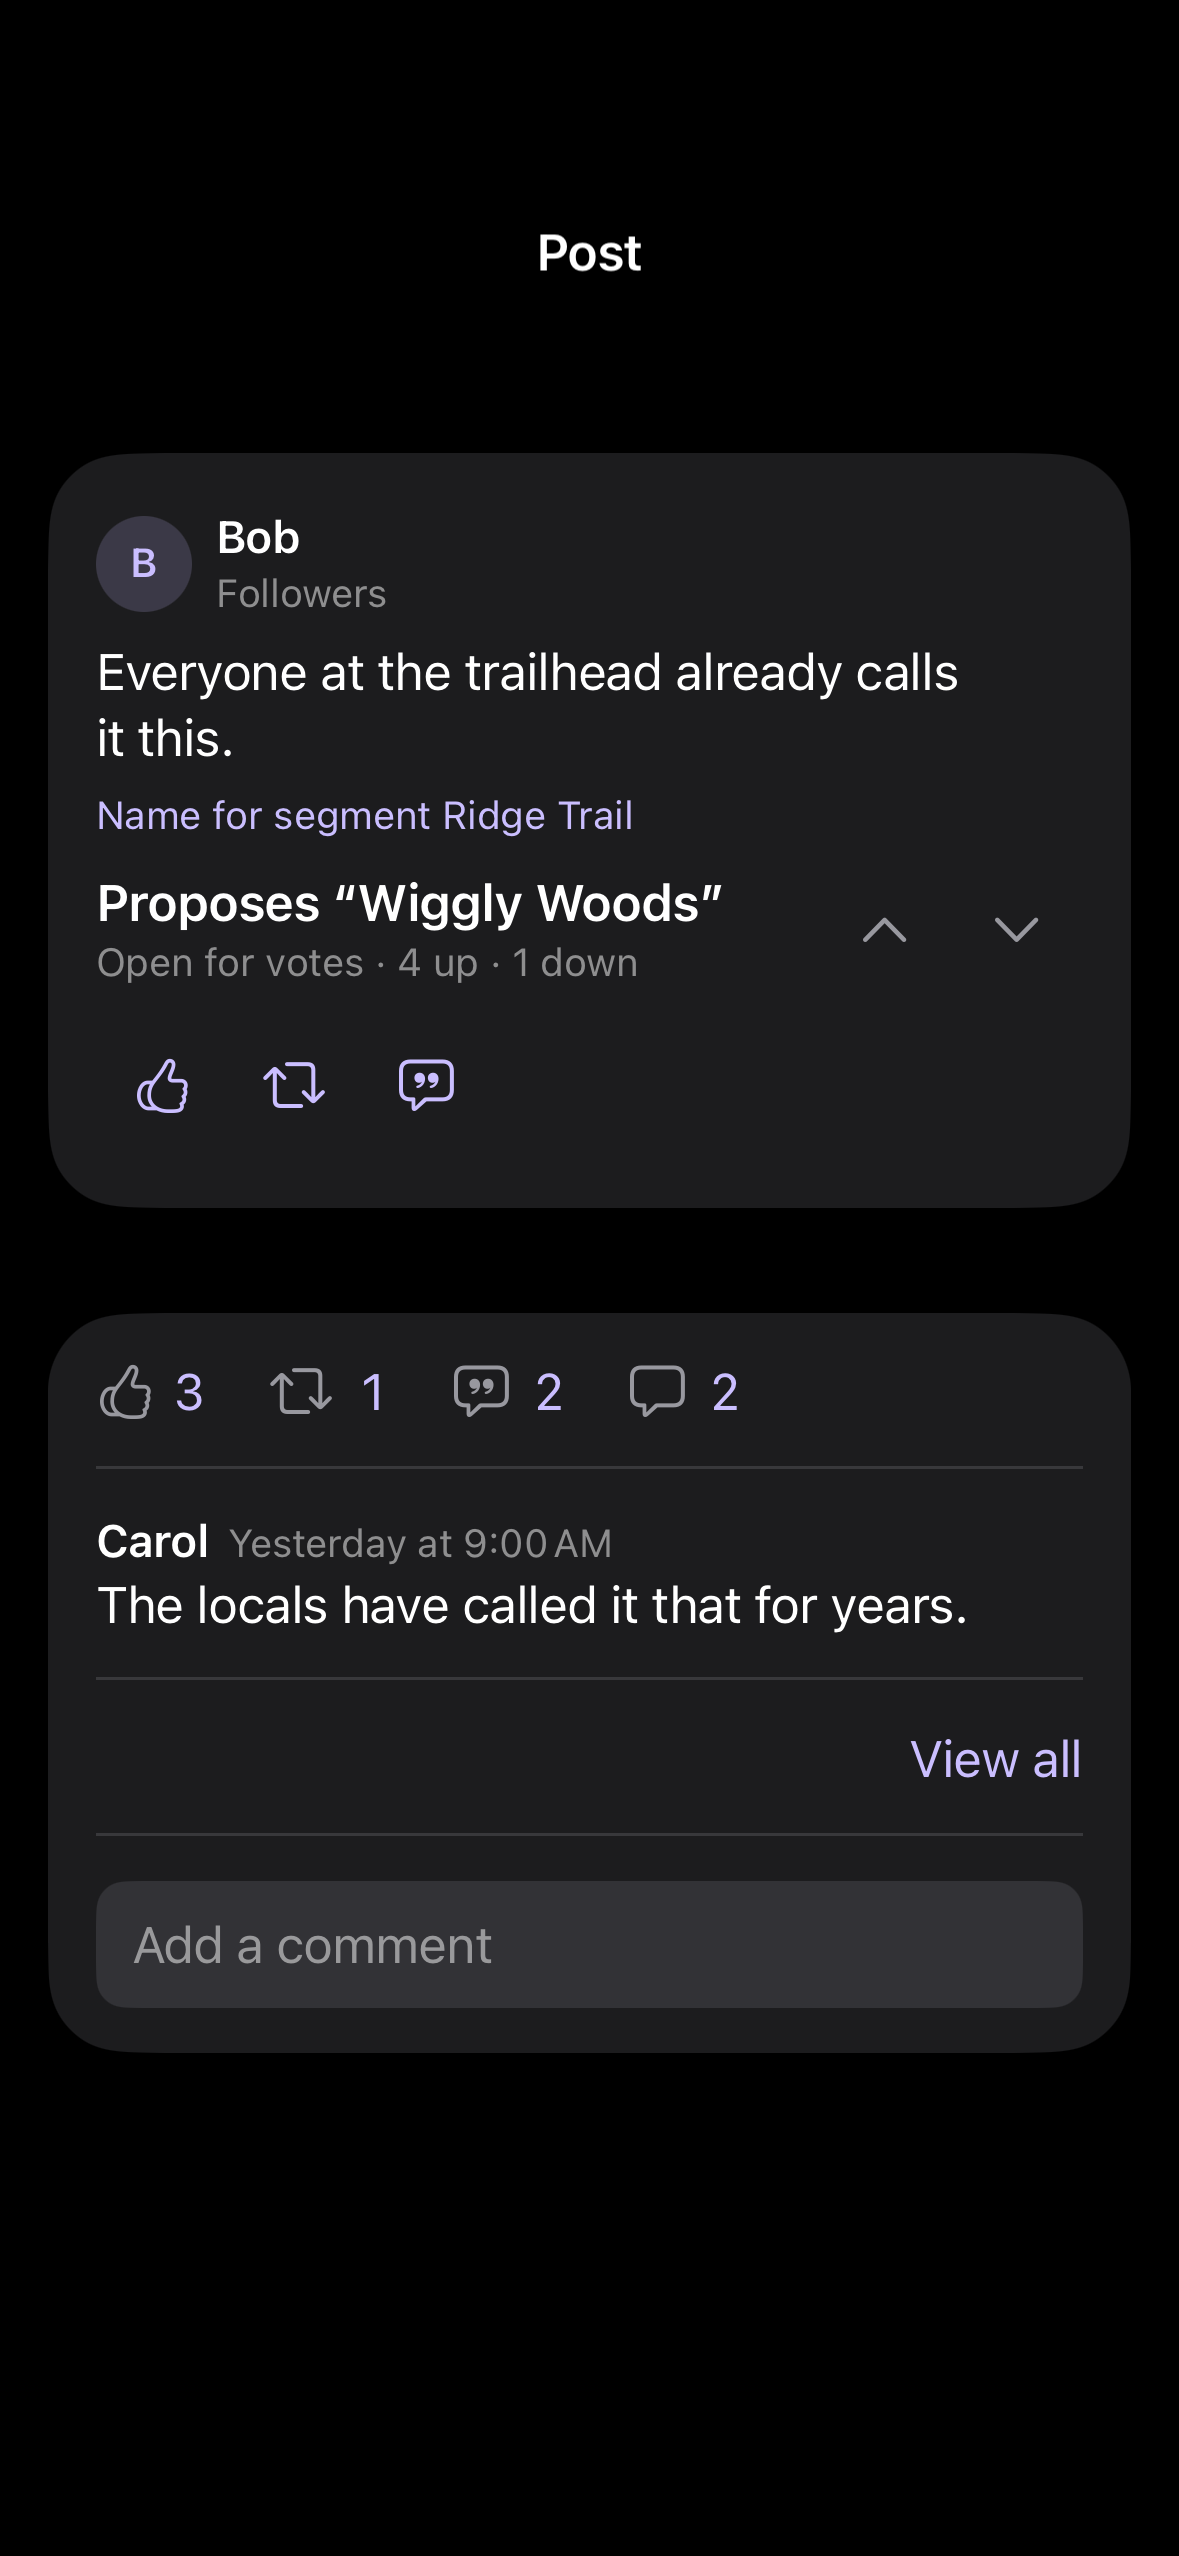 Post
B
Bob
Followers
Everyone at the trailhead already calls
it this.
Name for segment Ridge Trail
Proposes “Wiggly Woods”
Open for votes · 4 up · 1 down
3 1 2 2
Carol Yesterday at 9:00 AM
The locals have called it that for years.
View all
Add a comment